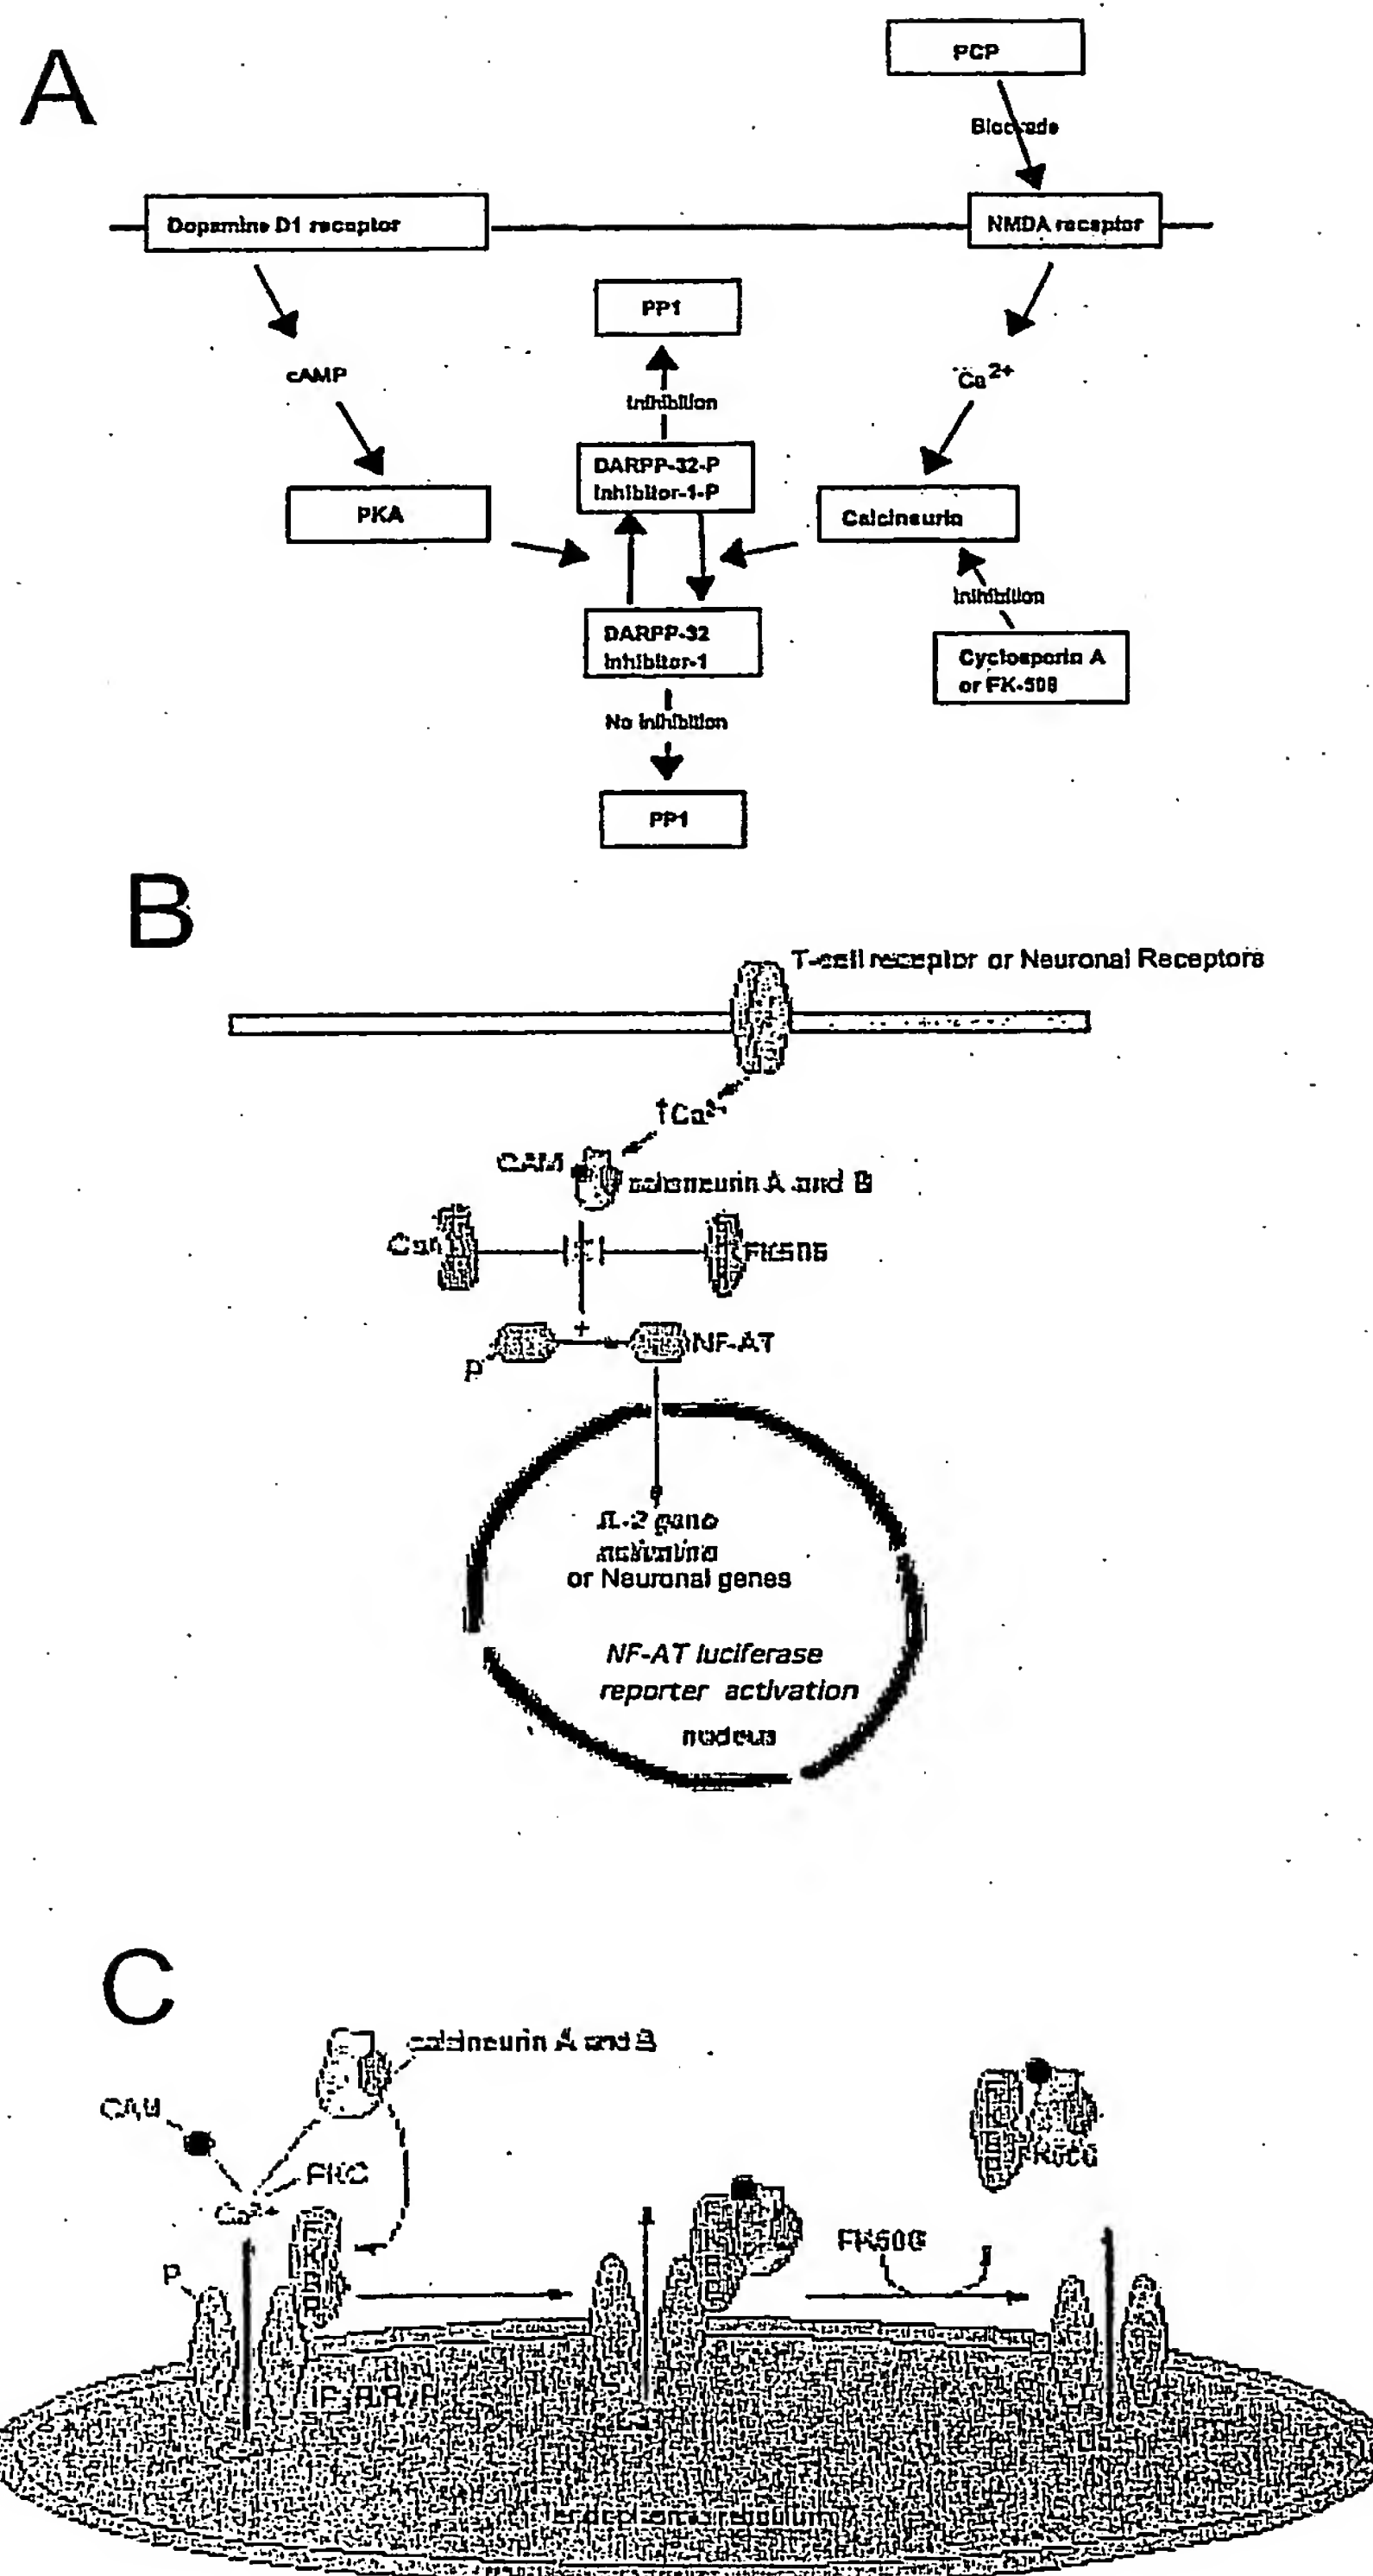 A
PCP
Blockade
Dopamine D1 receptor
NMDA receptor
PP1
cAMP
Ca2+
Inhibition
DARPP-32-P
Inhibitor-1-P
PKA
Calcineurin
Inhibition
DARPP-32
Inhibitor-1
Cyclosporin A
or FK-506
No Inhibition
PP1
B
T-cell receptor or Neuronal Receptors
↑Ca2+
CAM
calcineurin A and B
CsA
FK506
+
NF-AT
P
IL-2 gene
activation
or Neuronal genes
NF-AT luciferase
reporter activation
nucleus
C
calcineurin A and B
CAM
PKC
Ca2+
P
FK506
FK506